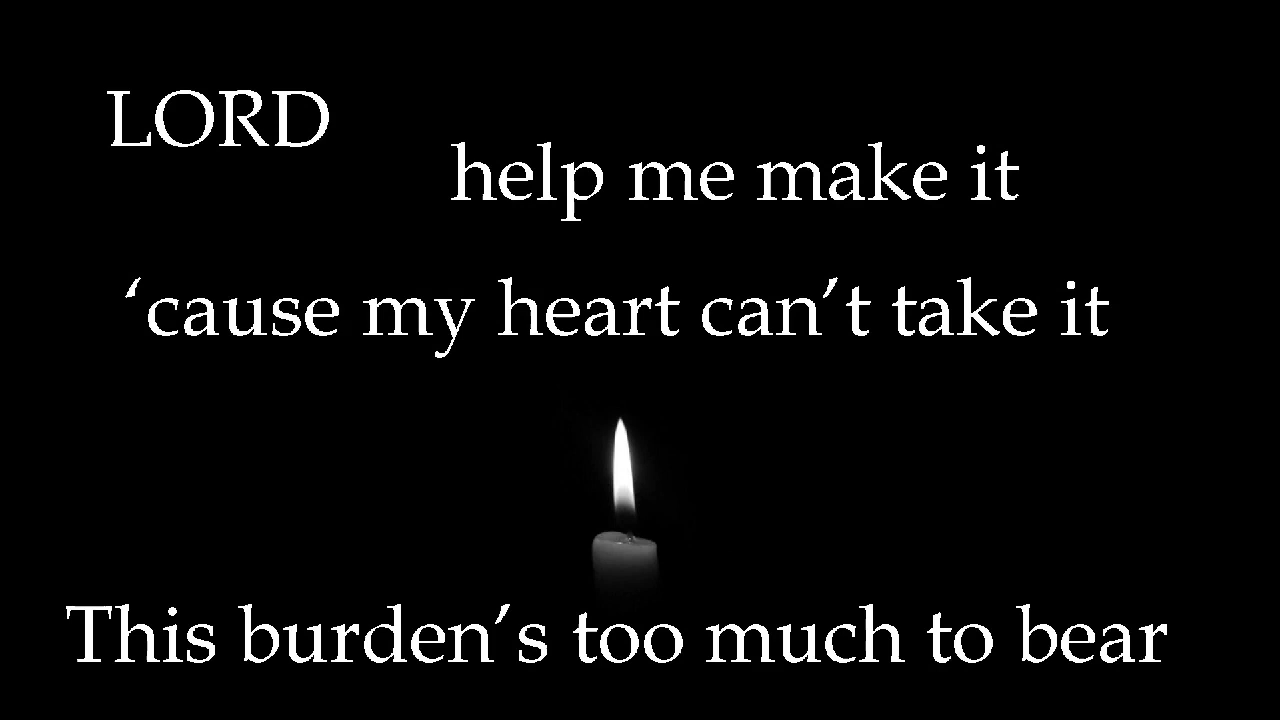 LORD
help me make it
‘cause my heart can’t take it
This burden’s too much to bear